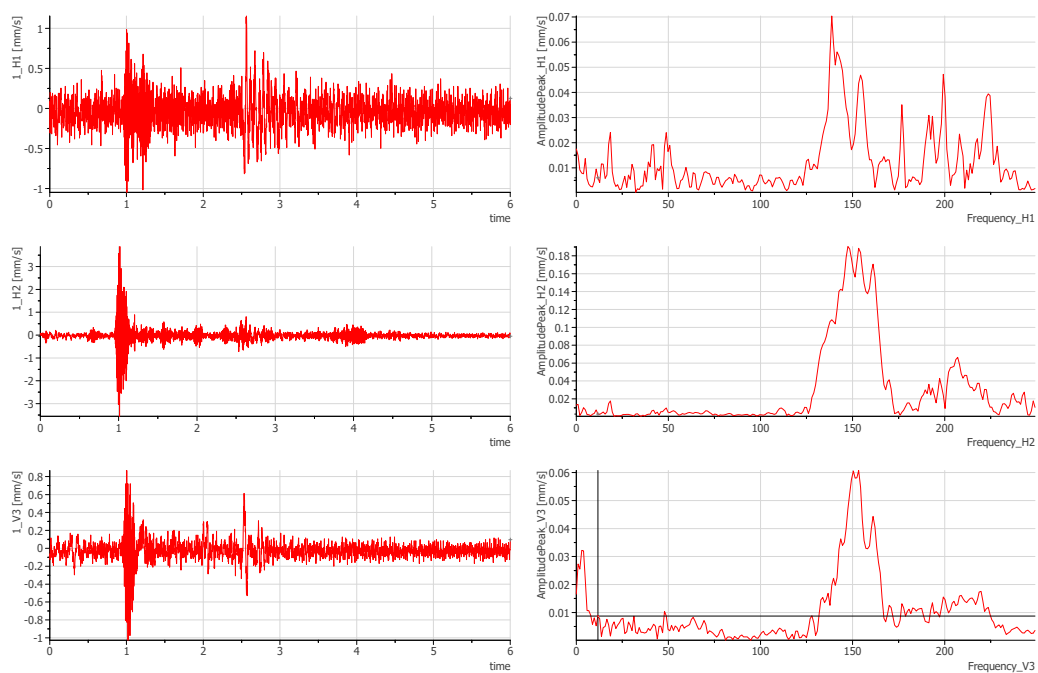 1_H1 [mm/s]
1
0.5
0
-0.5
-1
0 1 2 3 4 5 6
time
AmplitudePeak_H1 [mm/s]
0.07
0.06
0.05
0.04
0.03
0.02
0.01
0 50 100 150 200
Frequency_H1
1_H2 [mm/s]
3
2
1
0
-1
-2
-3
0 1 2 3 4 5 6
time
AmplitudePeak_H2 [mm/s]
0.18
0.16
0.14
0.12
0.1
0.08
0.06
0.04
0.02
0 50 100 150 200
Frequency_H2
1_V3 [mm/s]
0.8
0.6
0.4
0.2
0
-0.2
-0.4
-0.6
-0.8
-1
0 1 2 3 4 5 6
time
AmplitudePeak_V3 [mm/s]
0.06
0.05
0.04
0.03
0.02
0.01
0 50 100 150 200
Frequency_V3